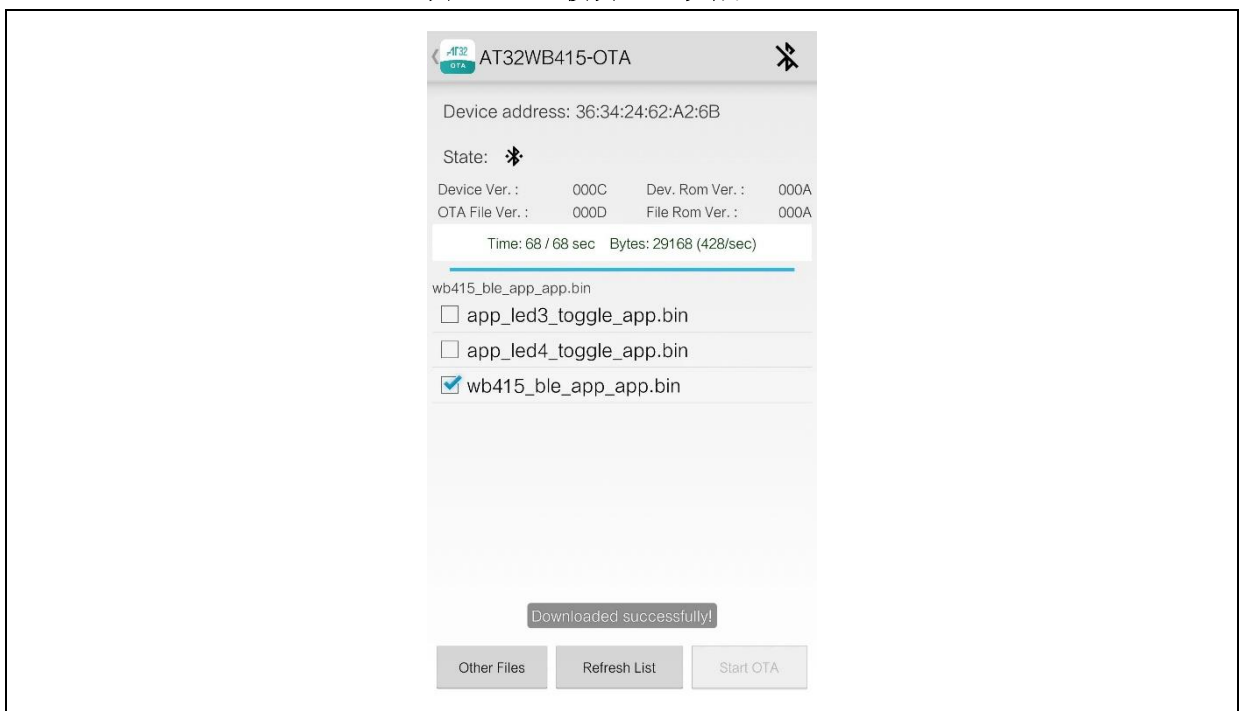 AT32
OTA
AT32WB415-OTA
Device address: 36:34:24:62:A2:6B
State:
Device Ver. : 000C Dev. Rom Ver. : 000A
OTA File Ver. : 000D File Rom Ver. : 000A
Time: 68 / 68 sec Bytes: 29168 (428/sec)
wb415_ble_app_app.bin
app_led3_toggle_app.bin
app_led4_toggle_app.bin
wb415_ble_app_app.bin
Downloaded successfully!
Other Files Refresh List Start OTA